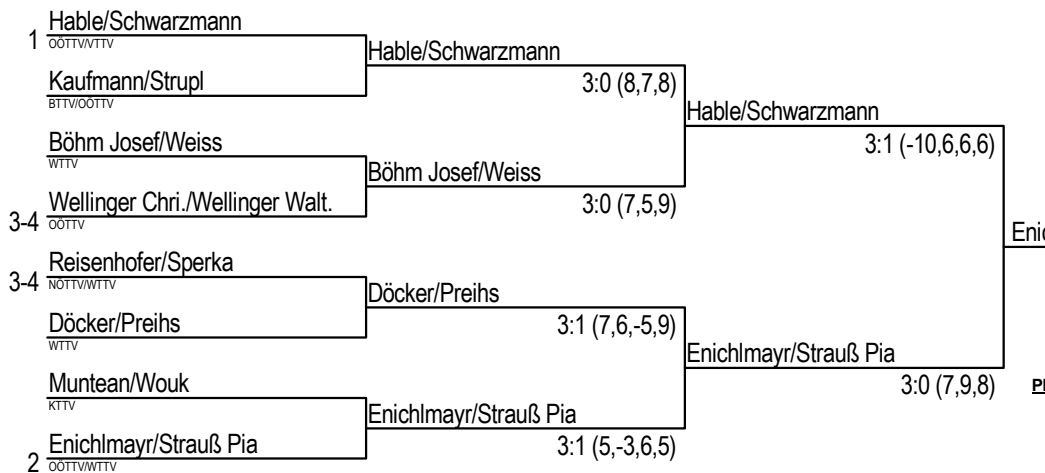 Hable/Schwarzmann
1 OÖTTV/VTTV
Hable/Schwarzmann
Kaufmann/Strupl
3:0 (8,7,8)
BTTV/OÖTTV
Hable/Schwarzmann
Böhm Josef/Weiss
3:1 (-10,6,6,6)
WTTV
Böhm Josef/Weiss
Wellinger Chri./Wellinger Walt.
3:0 (7,5,9)
3-4 OÖTTV
Enic
Reisenhofer/Sperka
3-4 NÖTTV/WTTV
Döcker/Preihs
Döcker/Preihs
3:1 (7,6,-5,9)
WTTV
Enichlmayr/Strauß Pia
Muntean/Wouk
3:0 (7,9,8)
KTTV
Enichlmayr/Strauß Pia
Enichlmayr/Strauß Pia
3:1 (5,-3,6,5)
2 OÖTTV/WTTV